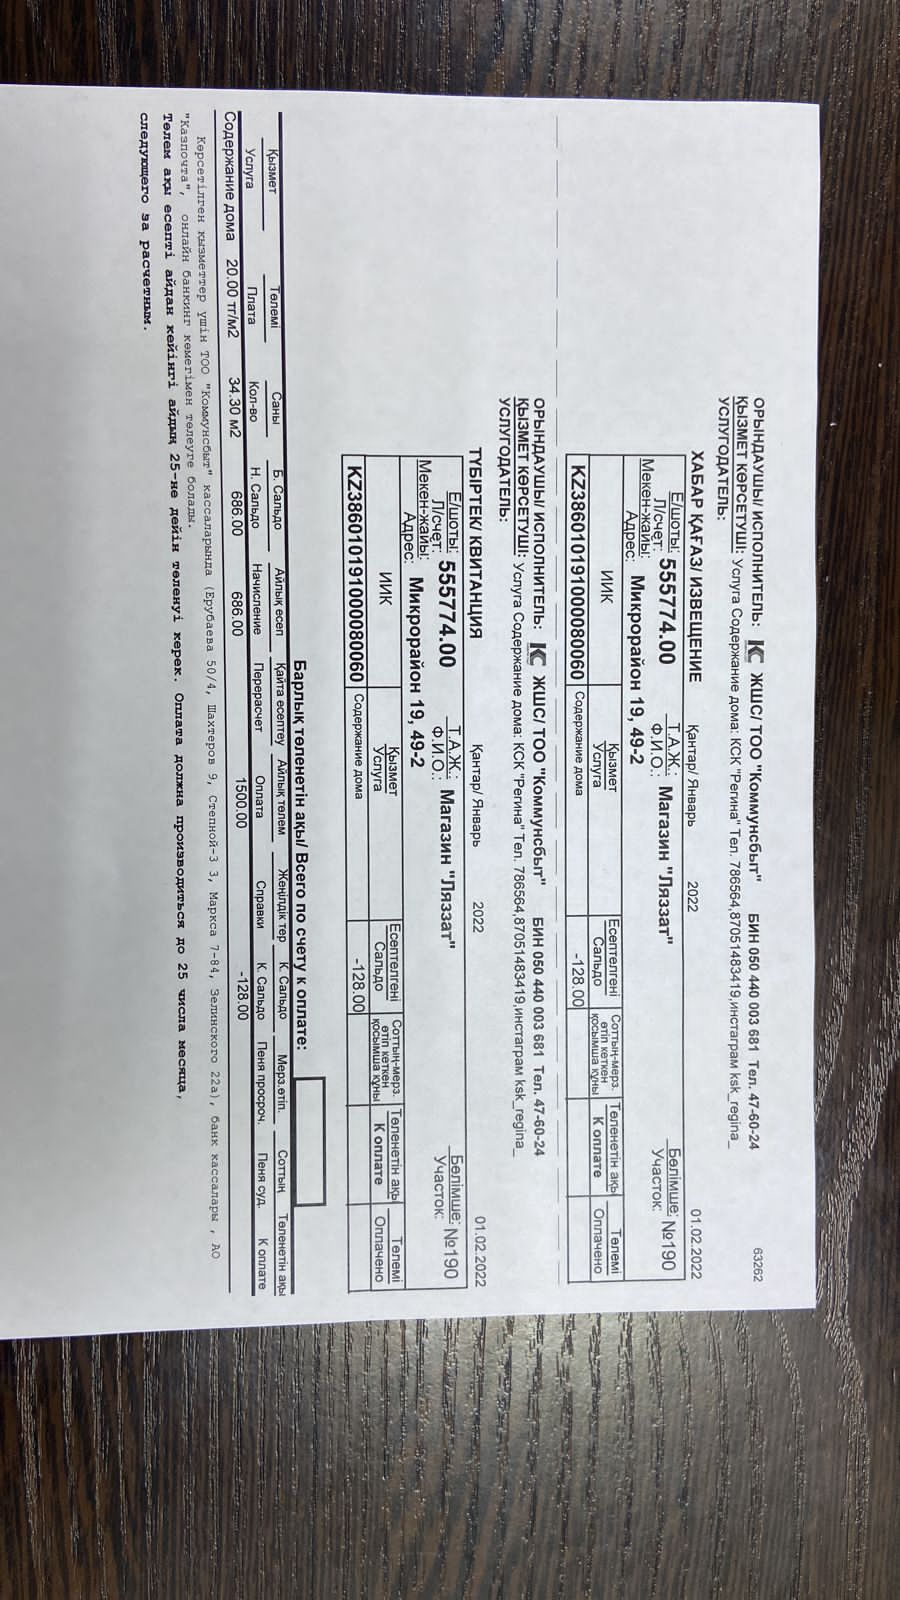 63262
ОРЫНДАУШЫ/ ИСПОЛНИТЕЛЬ: КС ЖШС/ ТОО "Коммунсбыт" БИН 050 440 003 681 Тел. 47-60-24
ҚЫЗМЕТ КӨРСЕТУШІ: Услуга Содержание дома: КСК "Регина" Тел. 786564,87051483419,инстаграм ksk_regina_
УСЛУГОДАТЕЛЬ:
ХАБАР ҚАҒАЗ/ ИЗВЕЩЕНИЕ Қаңтар/ Январь 2022 01.02.2022
Е/шоты: 555774.00 Т.А.Ж.: Магазин "Ляззат" Бөлімше: №190
Л/счет: Ф.И.О.: Участок:
Мекен-жайы: Микрорайон 19, 49-2
Адрес:
ИИК Қызмет Есептелгені Соттың-мерз. Төленетін ақы Төлемі
Услуга Сальдо өтіп кеткен К оплате Оплачено
қосымша құны
KZ386010191000080060 Содержание дома -128.00
ОРЫНДАУШЫ/ ИСПОЛНИТЕЛЬ: КС ЖШС/ ТОО "Коммунсбыт" БИН 050 440 003 681 Тел. 47-60-24
ҚЫЗМЕТ КӨРСЕТУШІ: Услуга Содержание дома: КСК "Регина" Тел. 786564,87051483419,инстаграм ksk_regina_
УСЛУГОДАТЕЛЬ:
ТҮБІРТЕК/ КВИТАНЦИЯ Қаңтар/ Январь 2022 01.02.2022
Е/шоты: 555774.00 Т.А.Ж.: Магазин "Ляззат" Бөлімше: №190
Л/счет: Ф.И.О.: Участок:
Мекен-жайы: Микрорайон 19, 49-2
Адрес:
ИИК Қызмет Есептелгені Соттың-мерз. Төленетін ақы Төлемі
Услуга Сальдо өтіп кеткен К оплате Оплачено
қосымша құны
KZ386010191000080060 Содержание дома -128.00
Барлық төленетін ақы/ Всего по счету к оплате:
Қызмет Төлемі Саны Б. Сальдо Айлық есеп Қайта есептеу Айлық төлем Жеңілдік тер К. Сальдо Мерз.өтіп. Соттың Төленетін ақы
Услуга Плата Кол-во Н. Сальдо Начисление Перерасчет Оплата Справки К. Сальдо Пеня просроч. Пеня суд. К оплате
Содержание дома 20.00 тг/м2 34.30 м2 686.00 686.00 1500.00 -128.00
Көрсетілген қызметтер үшін ТОО "Коммунсбыт" кассаларында (Ерубаева 50/4, Шахтеров 9, Степной-3 3, Маркса 7-84, Зелинского 22а), банк кассалары , АО
"Казпочта", онлайн банкинг көмегімен төлеуге болады.
Төлем ақы есепті айдан кейінгі айдың 25-не дейін төленуі керек. Оплата должна производиться до 25 числа месяца,
следующего за расчетным.